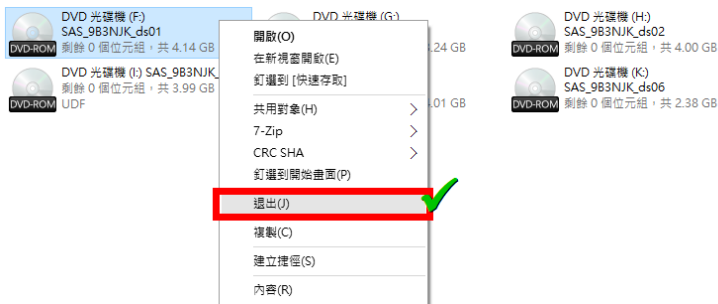 DVD 光碟機 (F:)
SAS_9B3NJK_ds01
剩餘 0 個位元組，共 4.14 GB
DVD-ROM
DVD 光碟機 (G:)
.24 GB
DVD 光碟機 (H:)
SAS_9B3NJK_ds02
剩餘 0 個位元組，共 4.00 GB
DVD-ROM
DVD 光碟機 (I:) SAS_9B3NJK_
剩餘 0 個位元組，共 3.99 GB
UDF
DVD-ROM
.01 GB
DVD 光碟機 (K:)
SAS_9B3NJK_ds06
剩餘 0 個位元組，共 2.38 GB
DVD-ROM
開啟(O)
在新視窗開啟(E)
釘選到 [快速存取]
共用對象(H)
7-Zip
CRC SHA
釘選到開始畫面(P)
退出(J)
複製(C)
建立捷徑(S)
內容(R)